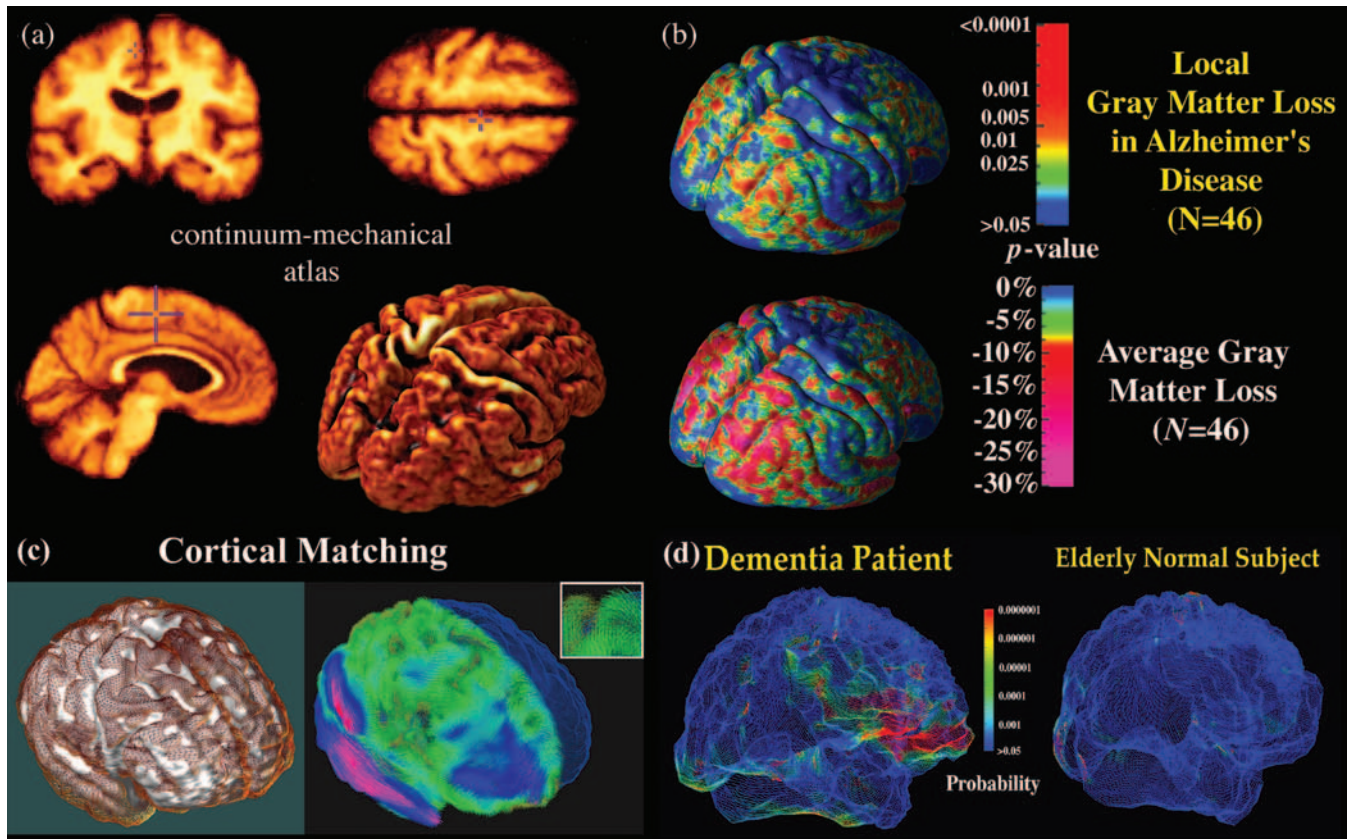 (a)
continuum-mechanical
atlas
(b)
<0.0001
0.001
0.005
0.01
0.025
>0.05
p-value
Local
Gray Matter Loss
in Alzheimer's
Disease
(N=46)
0%
-5%
-10%
-15%
-20%
-25%
-30%
Average Gray
Matter Loss
(N=46)
(c)
Cortical Matching
(d)
Dementia Patient
Elderly Normal Subject
0.0000001
0.000001
0.00001
0.0001
0.001
>0.05
Probability